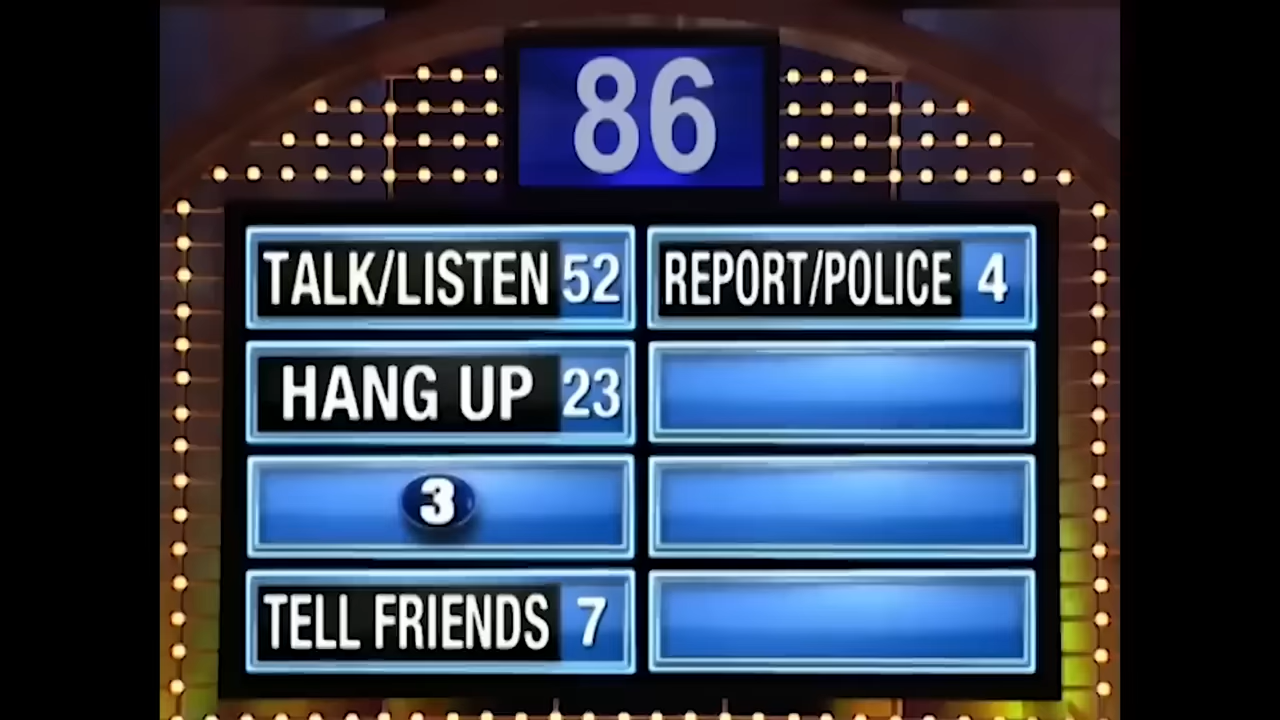 86
TALK/LISTEN 52
HANG UP 23
3
TELL FRIENDS 7
REPORT/POLICE 4